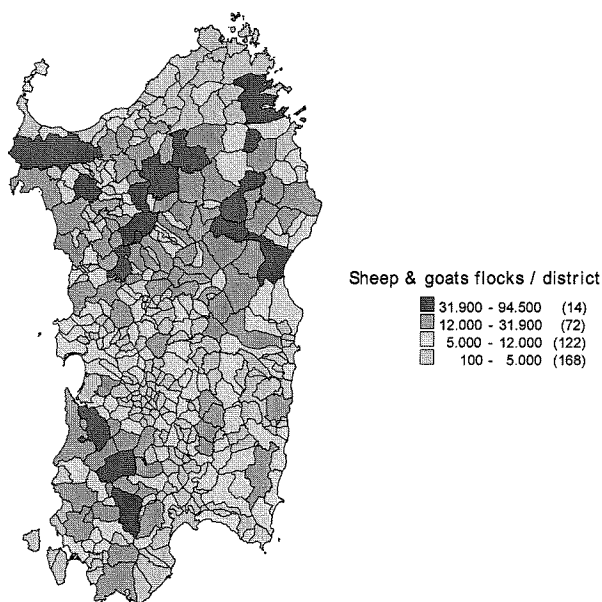 Sheep & goats flocks / district
31.900 - 94.500 (14)
12.000 - 31.900 (72)
5.000 - 12.000 (122)
100 - 5.000 (168)